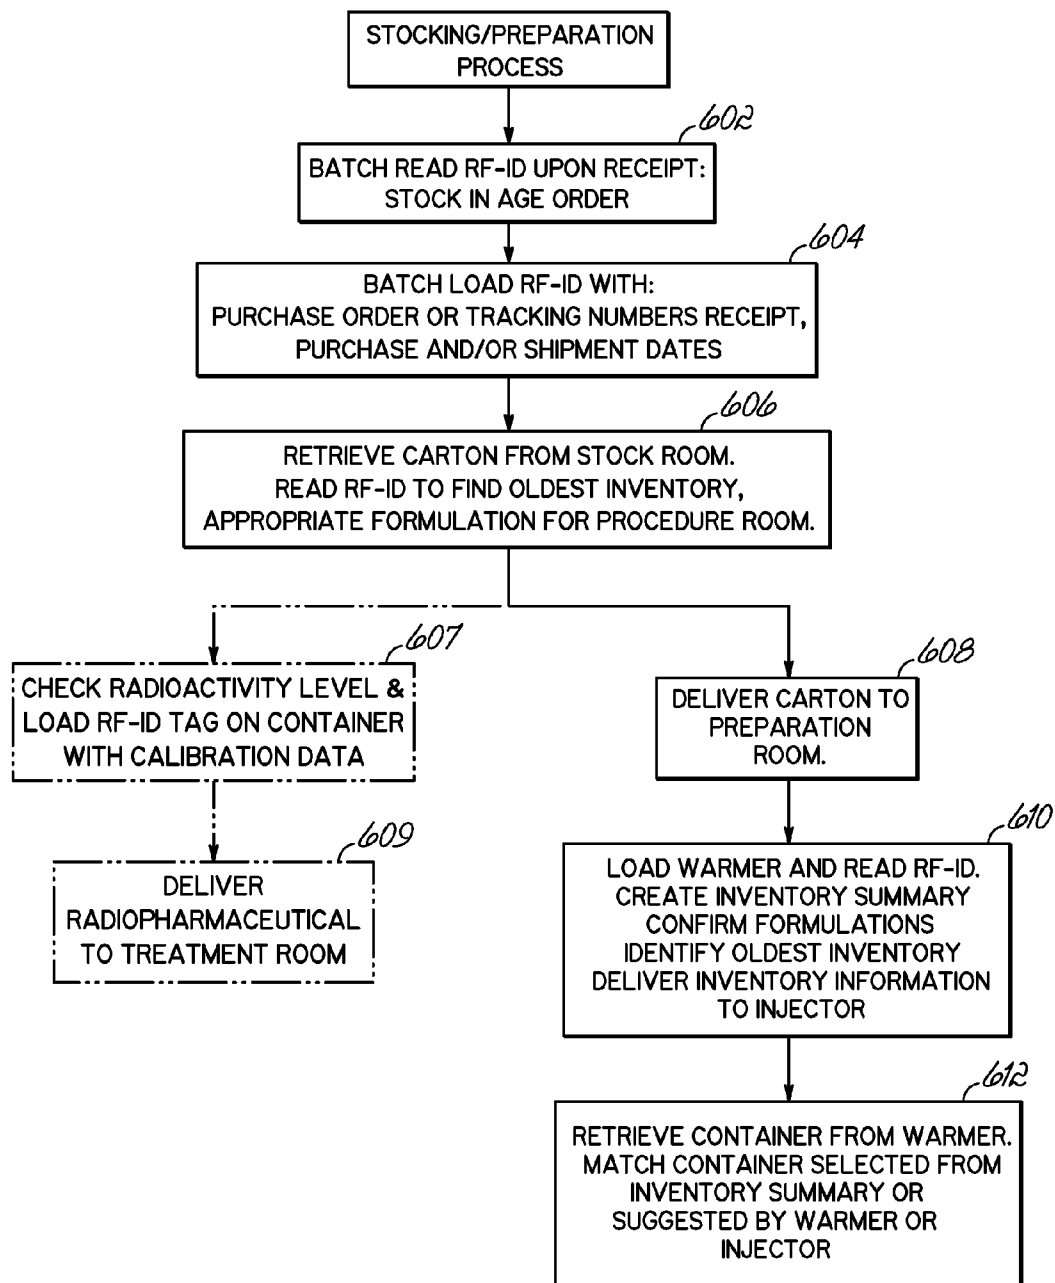 STOCKING/PREPARATION
PROCESS
602
BATCH READ RF-ID UPON RECEIPT:
STOCK IN AGE ORDER
604
BATCH LOAD RF-ID WITH:
PURCHASE ORDER OR TRACKING NUMBERS RECEIPT,
PURCHASE AND/OR SHIPMENT DATES
606
RETRIEVE CARTON FROM STOCK ROOM.
READ RF-ID TO FIND OLDEST INVENTORY,
APPROPRIATE FORMULATION FOR PROCEDURE ROOM.
607
CHECK RADIOACTIVITY LEVEL &
LOAD RF-ID TAG ON CONTAINER
WITH CALIBRATION DATA
609
DELIVER
RADIOPHARMACEUTICAL
TO TREATMENT ROOM
608
DELIVER CARTON TO
PREPARATION
ROOM.
610
LOAD WARMER AND READ RF-ID.
CREATE INVENTORY SUMMARY
CONFIRM FORMULATIONS
IDENTIFY OLDEST INVENTORY
DELIVER INVENTORY INFORMATION
TO INJECTOR
612
RETRIEVE CONTAINER FROM WARMER.
MATCH CONTAINER SELECTED FROM
INVENTORY SUMMARY OR
SUGGESTED BY WARMER OR
INJECTOR